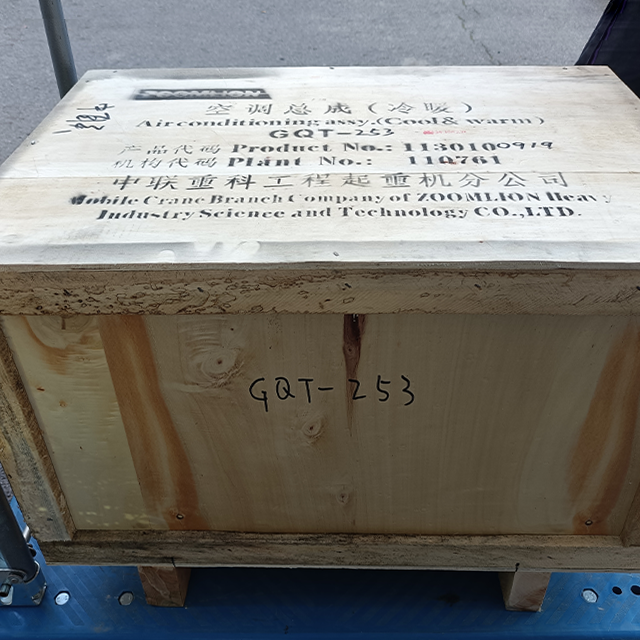 ZOOMLION
空调总成(冷暖)
Air conditioning assy.(Cool & warm)
GQT-253
产品代码 Product No.: 1130100919
机构代码 Plant No.: 110761
中联重科工程起重机分公司
Mobile Crane Branch Company of ZOOMLION Heavy
Industry Science and Technology CO.,LTD.
GQT-253